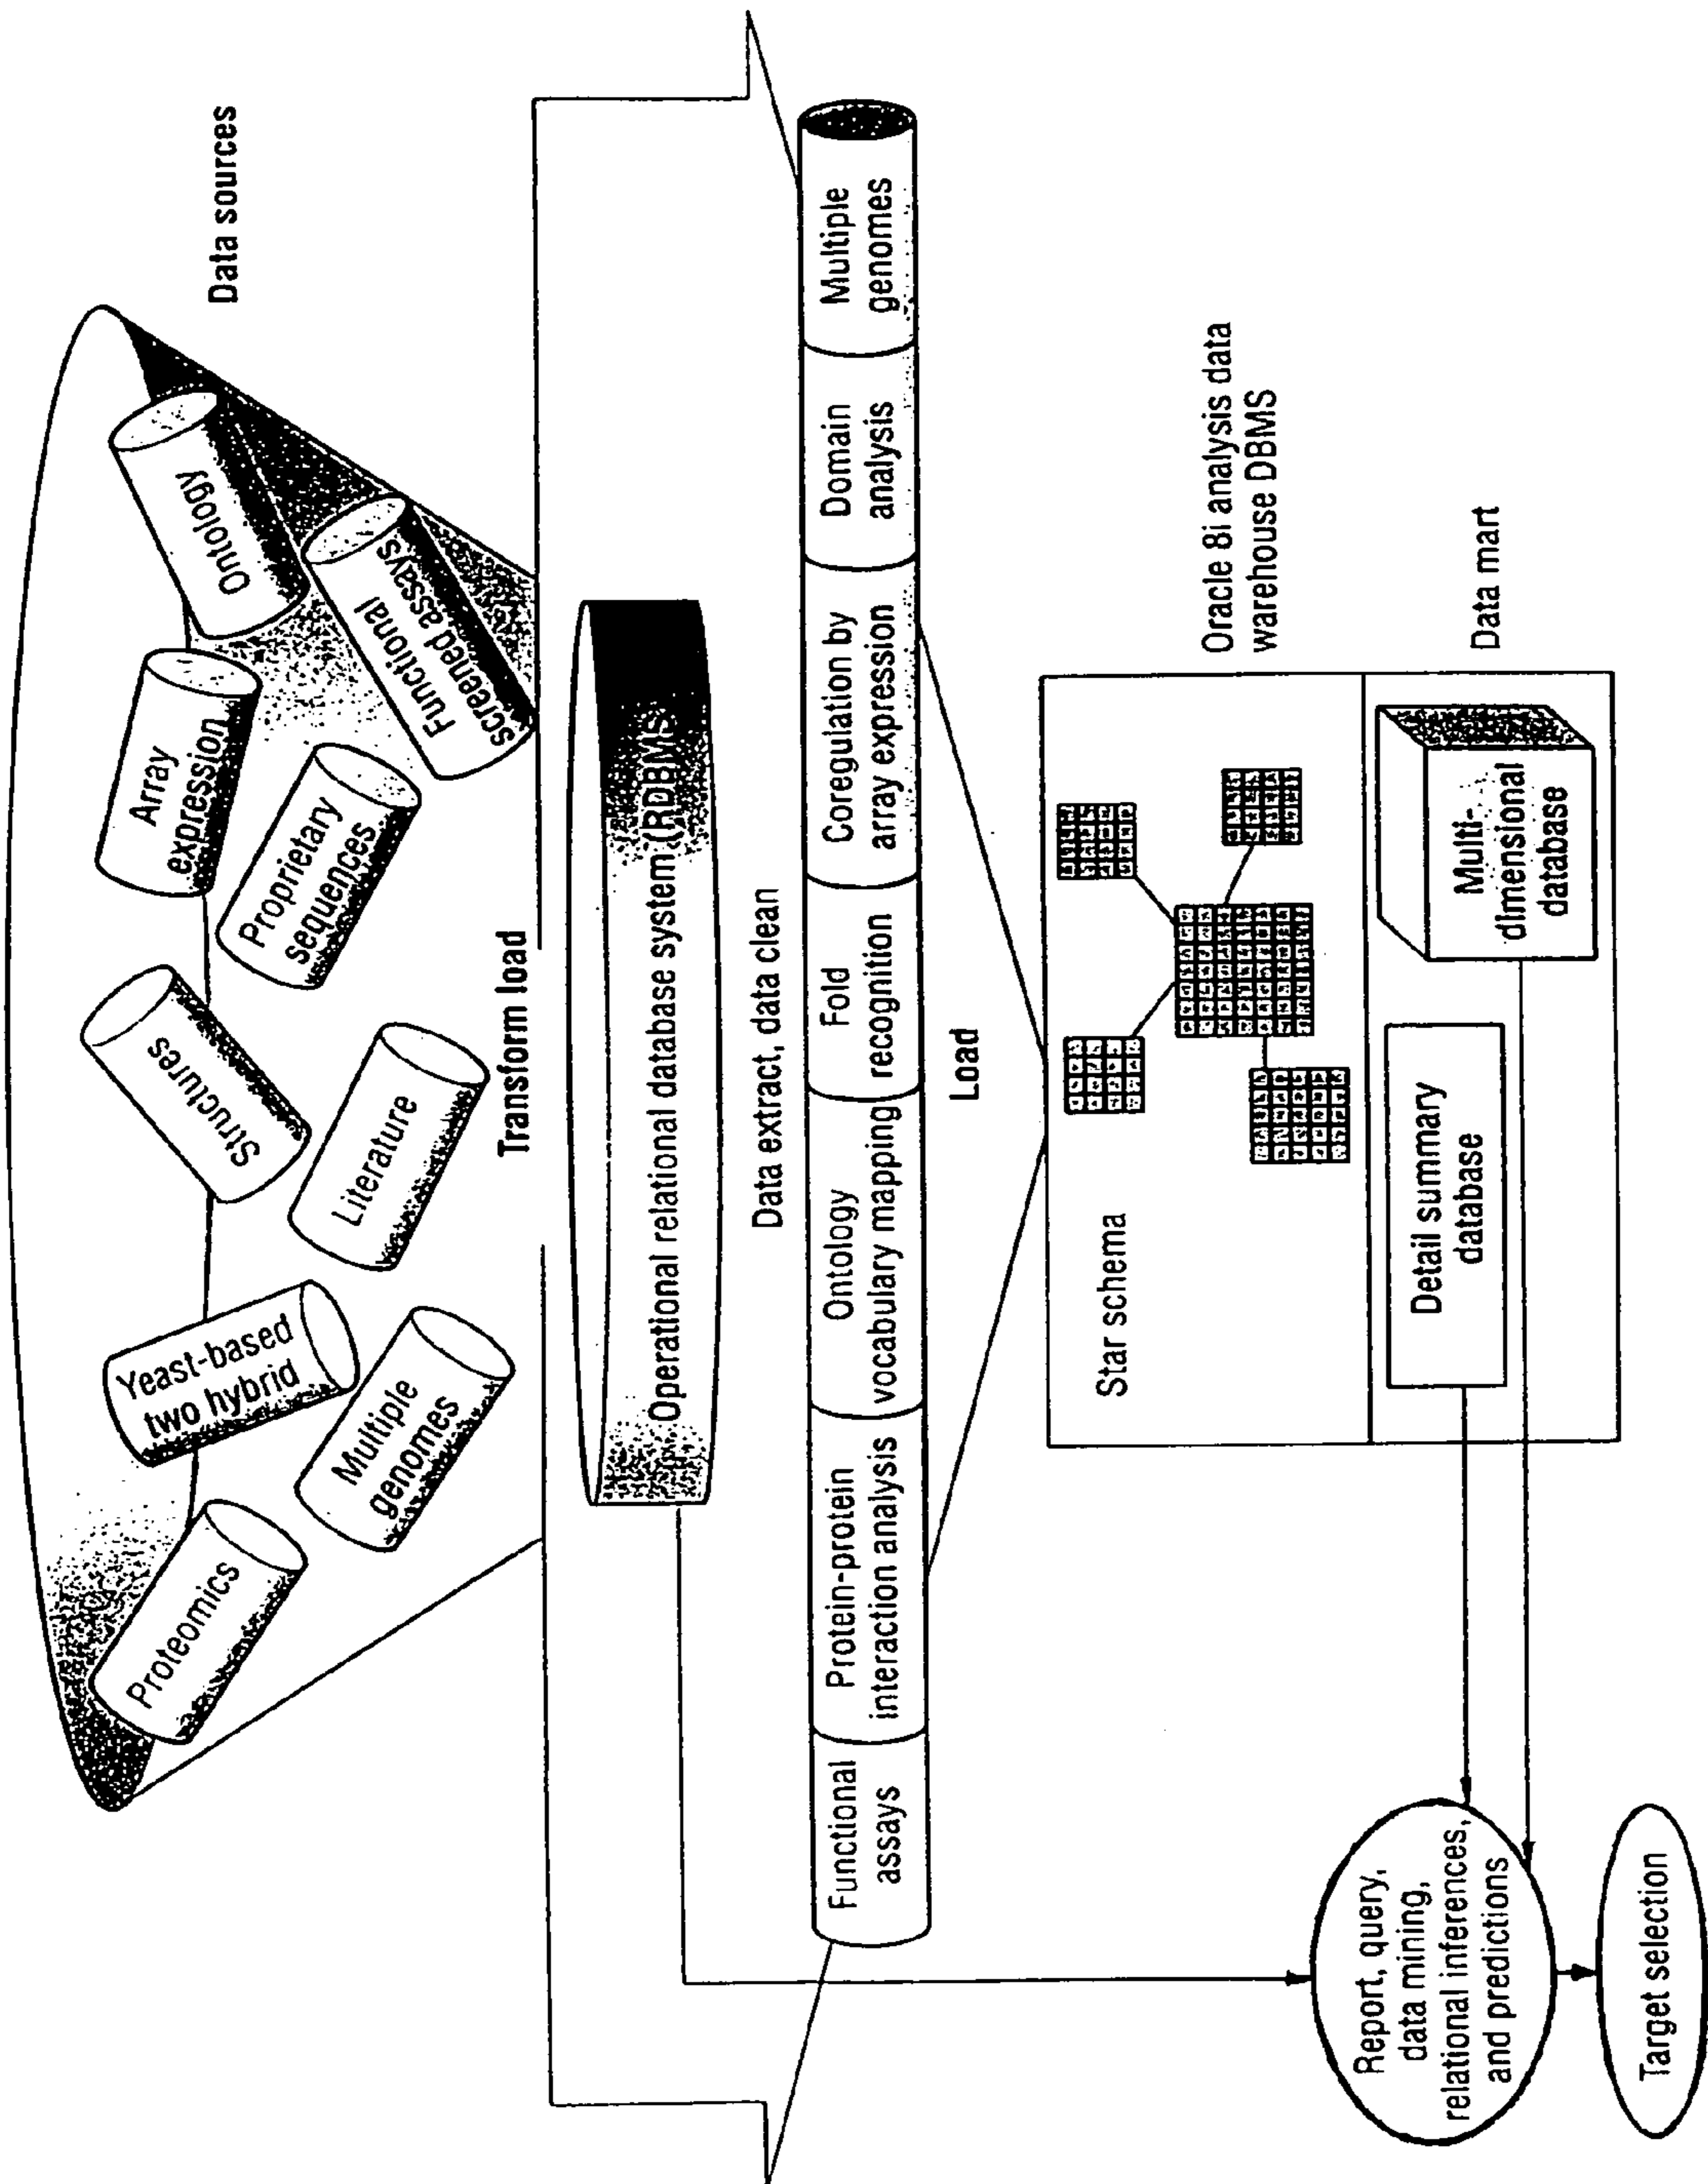 Data sources
Proteomics
Yeast-based
two hybrid
Multiple
genomes
Structures
Literature
Array
expression
Proprietary
sequences
Ontology
Functional
screened assays
Transform load
Operational relational database system (RDBMS)
Data extract, data clean
Functional
assays
Protein-protein
interaction analysis
Ontology
vocabulary mapping
Fold
recognition
Coregulation by
array expression
Domain
analysis
Multiple
genomes
Load
Star schema
Oracle 8i analysis data
warehouse DBMS
Detail summary
database
Multi-
dimensional
database
Data mart
Report, query,
data mining,
relational inferences,
and predictions
Target selection